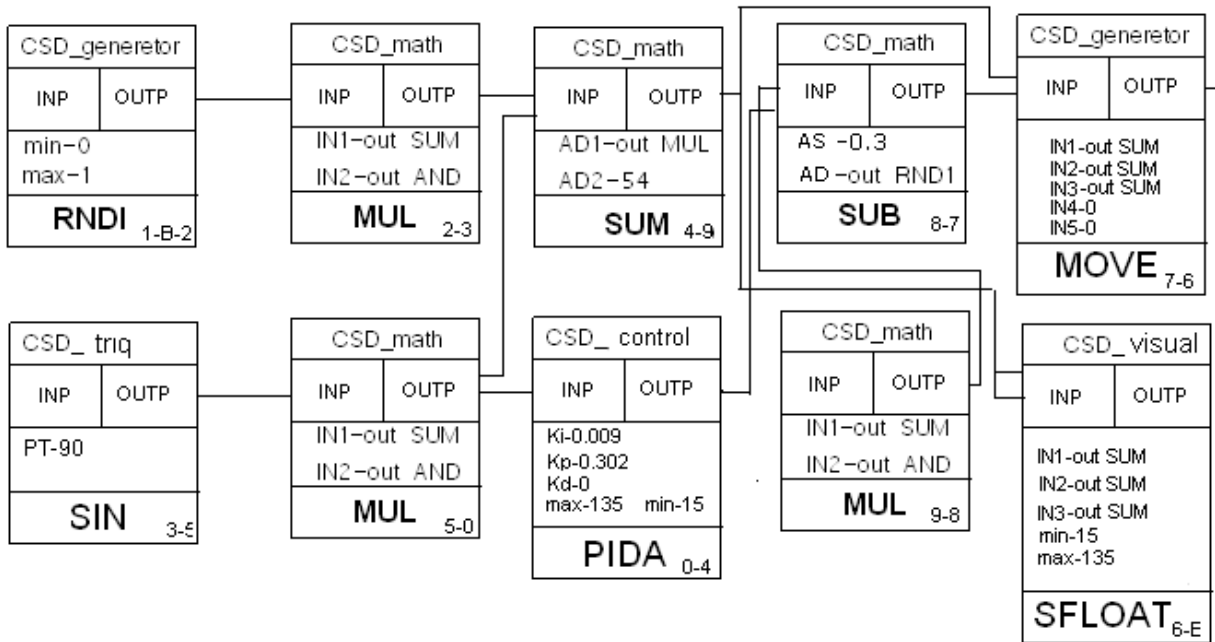 CSD_generetor
INP OUTP
min-0
max-1
RNDI 1-B-2
CSD_math
INP OUTP
IN1-out SUM
IN2-out AND
MUL 2-3
CSD_math
INP OUTP
AD1-out MUL
AD2-54
SUM 4-9
CSD_math
INP OUTP
AS -0.3
AD-out RND1
SUB 8-7
CSD_generetor
INP OUTP
IN1-out SUM
IN2-out SUM
IN3-out SUM
IN4-0
IN5-0
MOVE 7-6
CSD_ triq
INP OUTP
PT-90
SIN 3-5
CSD_math
INP OUTP
IN1-out SUM
IN2-out AND
MUL 5-0
CSD_ control
INP OUTP
Ki-0.009
Kp-0.302
Kd-0
max-135 min-15
PIDA 0-4
CSD_math
INP OUTP
IN1-out SUM
IN2-out AND
MUL 9-8
CSD_ visual
INP OUTP
IN1-out SUM
IN2-out SUM
IN3-out SUM
min-15
max-135
SFLOAT 6-E